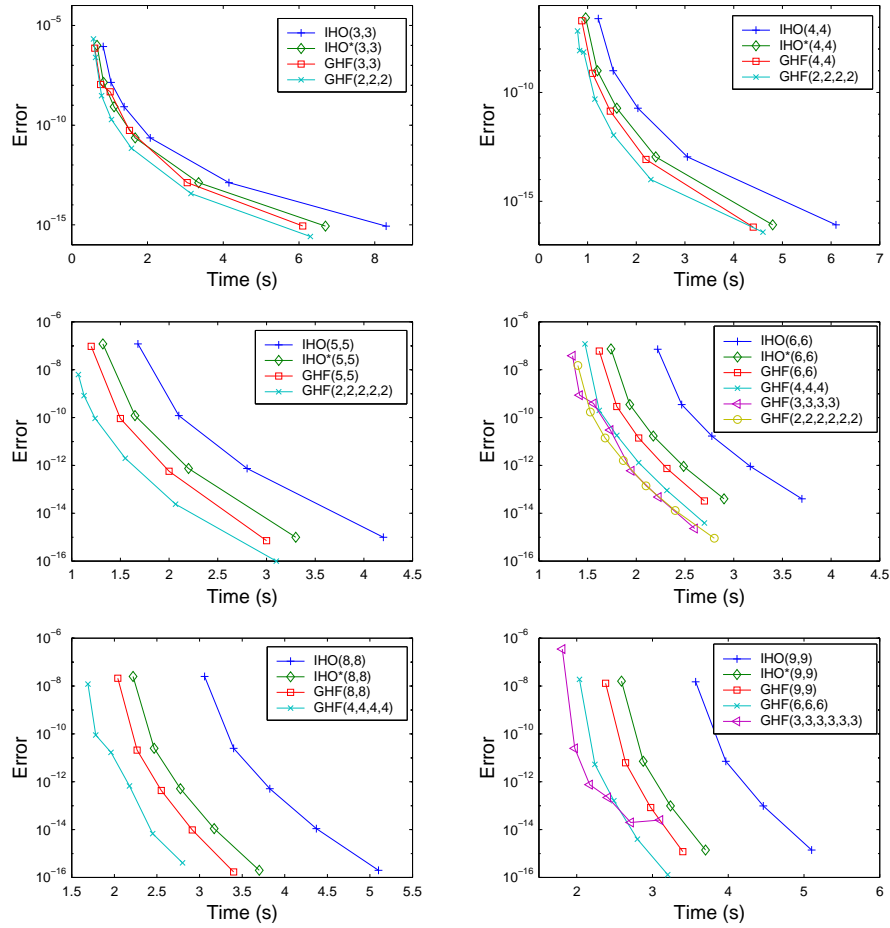 10^−5
10^−10
10^−15
Error
0 2 4 6 8
Time (s)
IHO(3,3)
IHO*(3,3)
GHF(3,3)
GHF(2,2,2)
10^−10
10^−15
Error
0 1 2 3 4 5 6 7
Time (s)
IHO(4,4)
IHO*(4,4)
GHF(4,4)
GHF(2,2,2,2)
10^−6
10^−8
10^−10
10^−12
10^−14
10^−16
Error
1 1.5 2 2.5 3 3.5 4 4.5
Time (s)
IHO(5,5)
IHO*(5,5)
GHF(5,5)
GHF(2,2,2,2,2)
10^−6
10^−8
10^−10
10^−12
10^−14
10^−16
Error
1 1.5 2 2.5 3 3.5 4 4.5
Time (s)
IHO(6,6)
IHO*(6,6)
GHF(6,6)
GHF(4,4,4)
GHF(3,3,3,3)
GHF(2,2,2,2,2,2)
10^−6
10^−8
10^−10
10^−12
10^−14
10^−16
Error
1.5 2 2.5 3 3.5 4 4.5 5 5.5
Time (s)
IHO(8,8)
IHO*(8,8)
GHF(8,8)
GHF(4,4,4,4)
10^−6
10^−8
10^−10
10^−12
10^−14
10^−16
Error
2 3 4 5 6
Time (s)
IHO(9,9)
IHO*(9,9)
GHF(9,9)
GHF(6,6,6)
GHF(3,3,3,3,3,3)